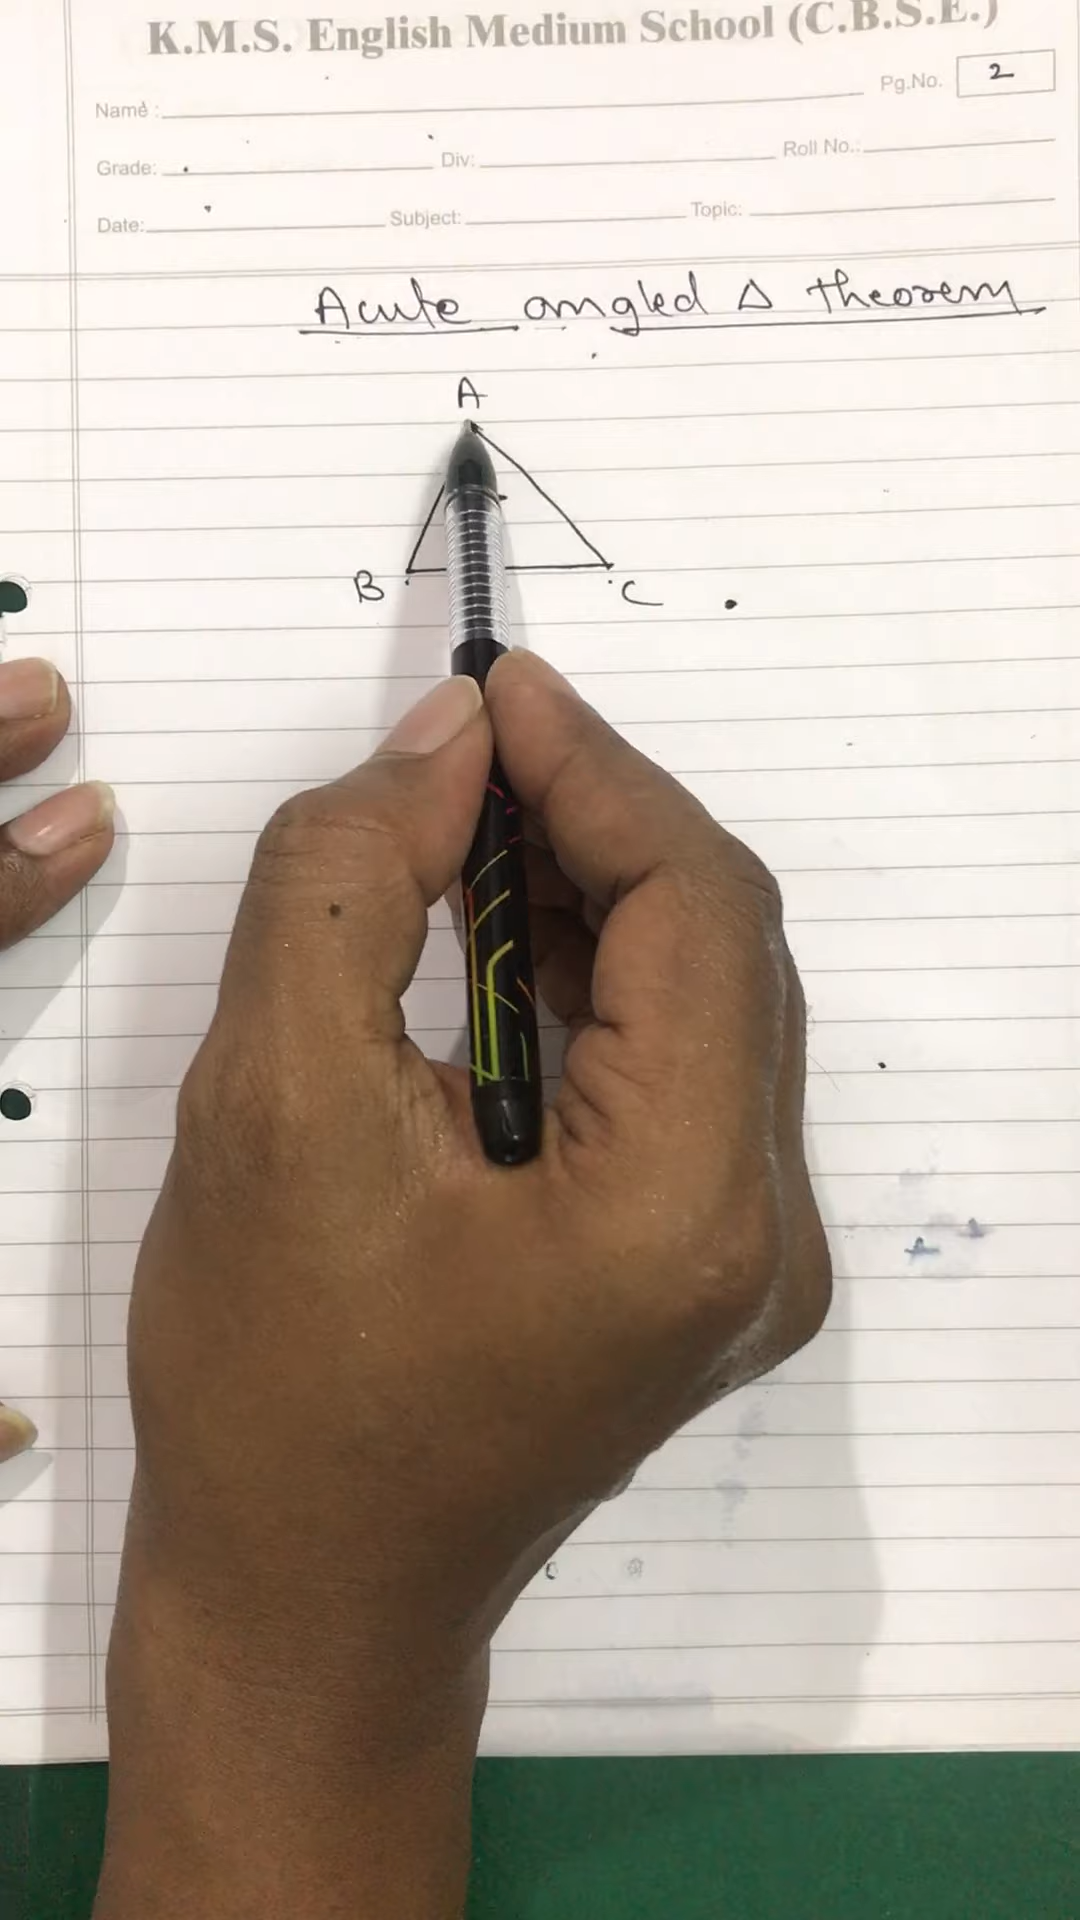 K.M.S. English Medium School (C.B.S.E.)
Pg.No. 2
Name :
Grade: Div: Roll No.:
Date: Subject: Topic:
Acute angled Δ theorem
A
B C